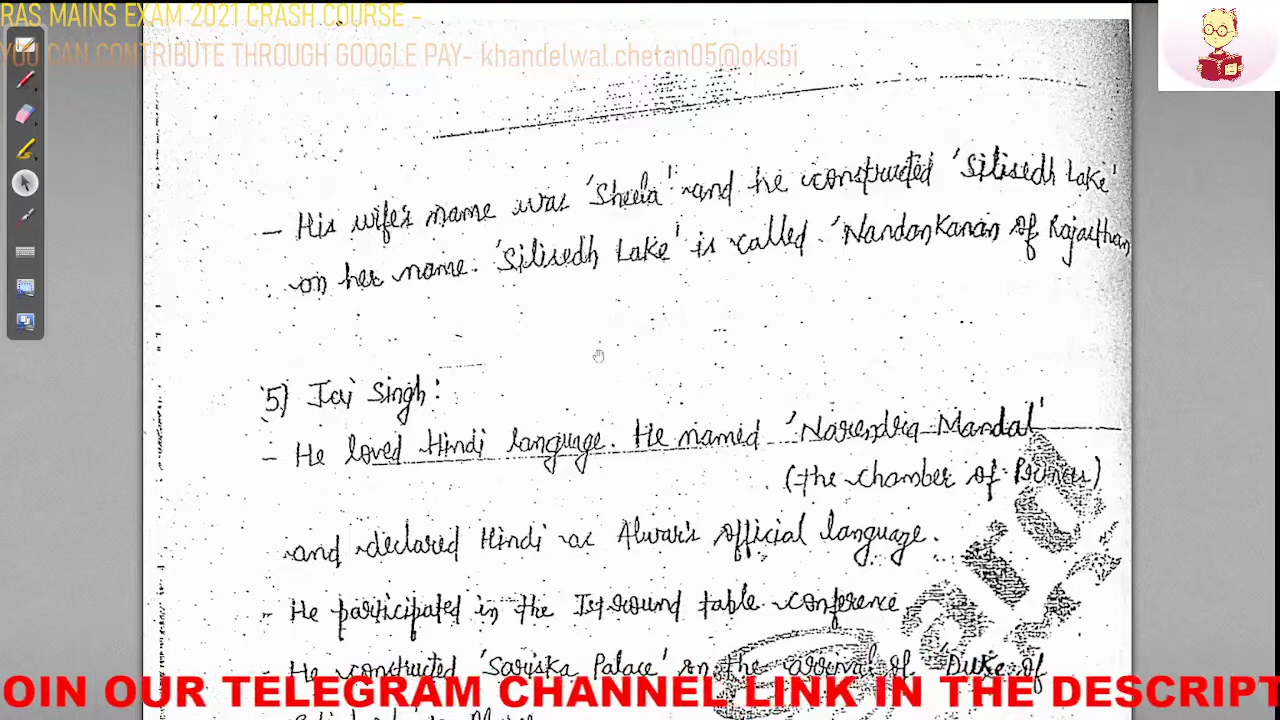 RAS MAINS EXAM 2021 CRASH COURSE -
YOU CAN CONTRIBUTE THROUGH GOOGLE PAY- khandelwal.chetan05@oksbi
- His wife's name was 'Sheela' and he constructed 'Silisedh Lake'
on her name. 'Silisedh Lake' is called 'Nandankanan of Rajasthan
5) Jai Singh:
- He loved Hindi language. He named 'Narendra Mandal'
(the chamber of Princes)
and declared Hindi as Alwar's official language.
- He participated in the Ist round table conference
- He constructed 'Sariska Palace' on the arrival of 'Duke of
OIN OUR TELEGRAM CHANNEL LINK IN THE DESCRIPT